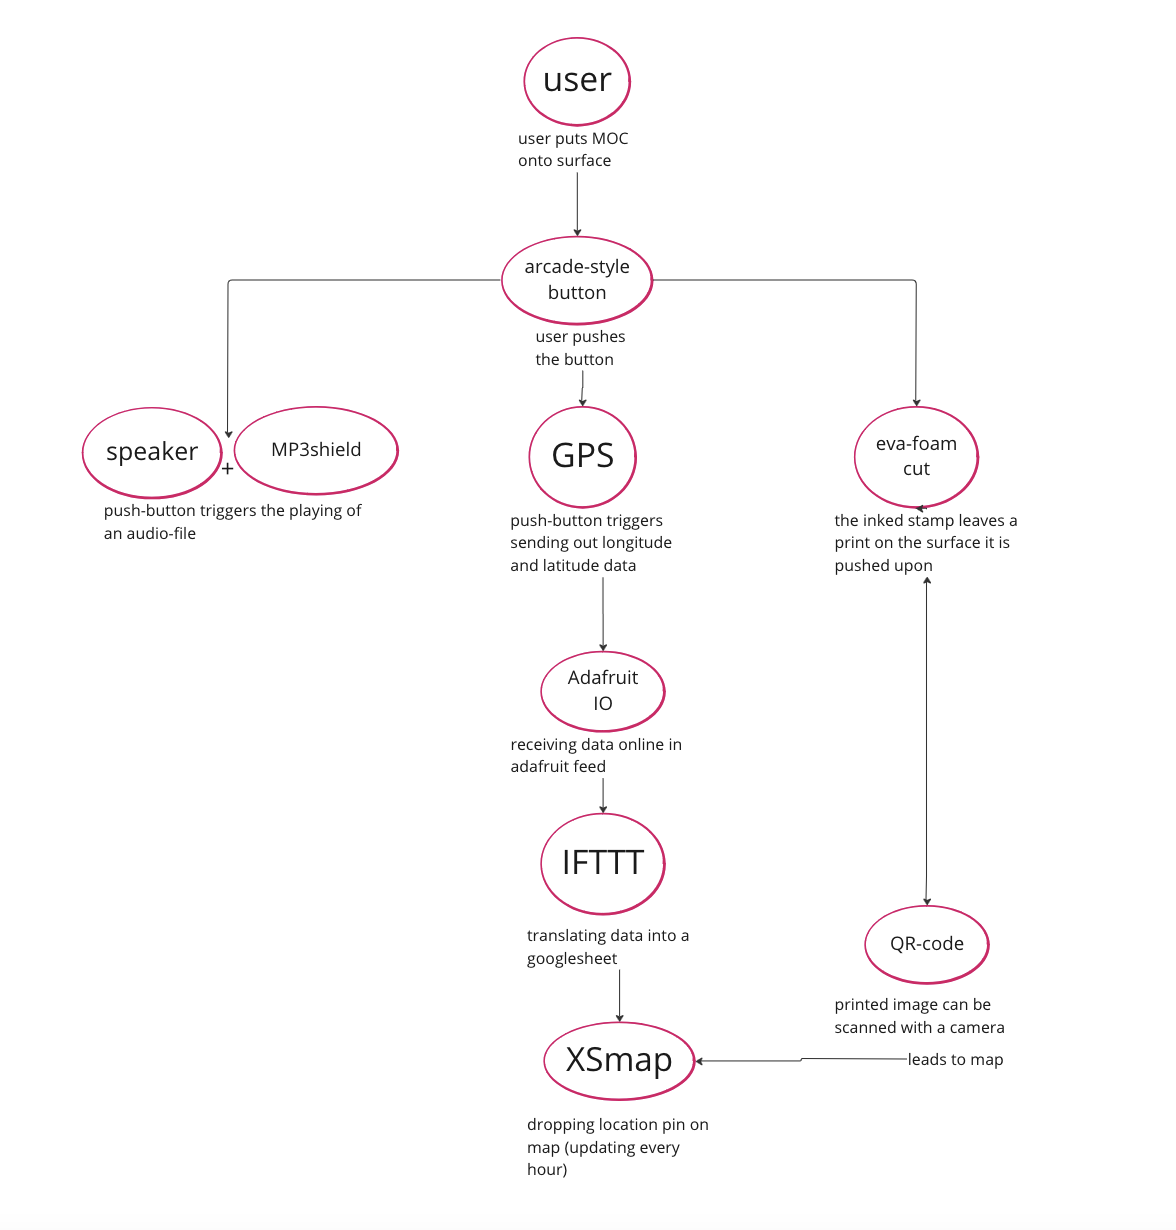 user
user puts MOC
onto surface
arcade-style
button
user pushes
the button
speaker
+
MP3shield
push-button triggers the playing of
an audio-file
GPS
push-button triggers
sending out longitude
and latitude data
eva-foam
cut
the inked stamp leaves a
print on the surface it is
pushed upon
Adafruit
IO
receiving data online in
adafruit feed
IFTTT
translating data into a
googlesheet
QR-code
printed image can be
scanned with a camera
leads to map
XSmap
dropping location pin on
map (updating every
hour)